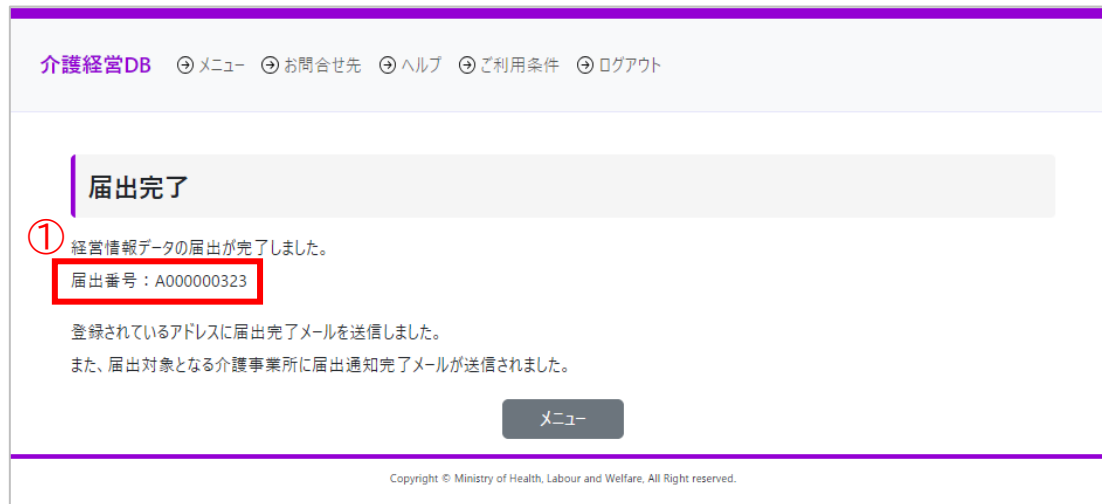 介護経営DB メニュー お問合せ先 ヘルプ ご利用条件 ログアウト
届出完了
①
経営情報データの届出が完了しました。
届出番号：A000000323
登録されているアドレスに届出完了メールを送信しました。
また、届出対象となる介護事業所に届出通知完了メールが送信されました。
メニュー
Copyright © Ministry of Health, Labour and Welfare, All Right reserved.